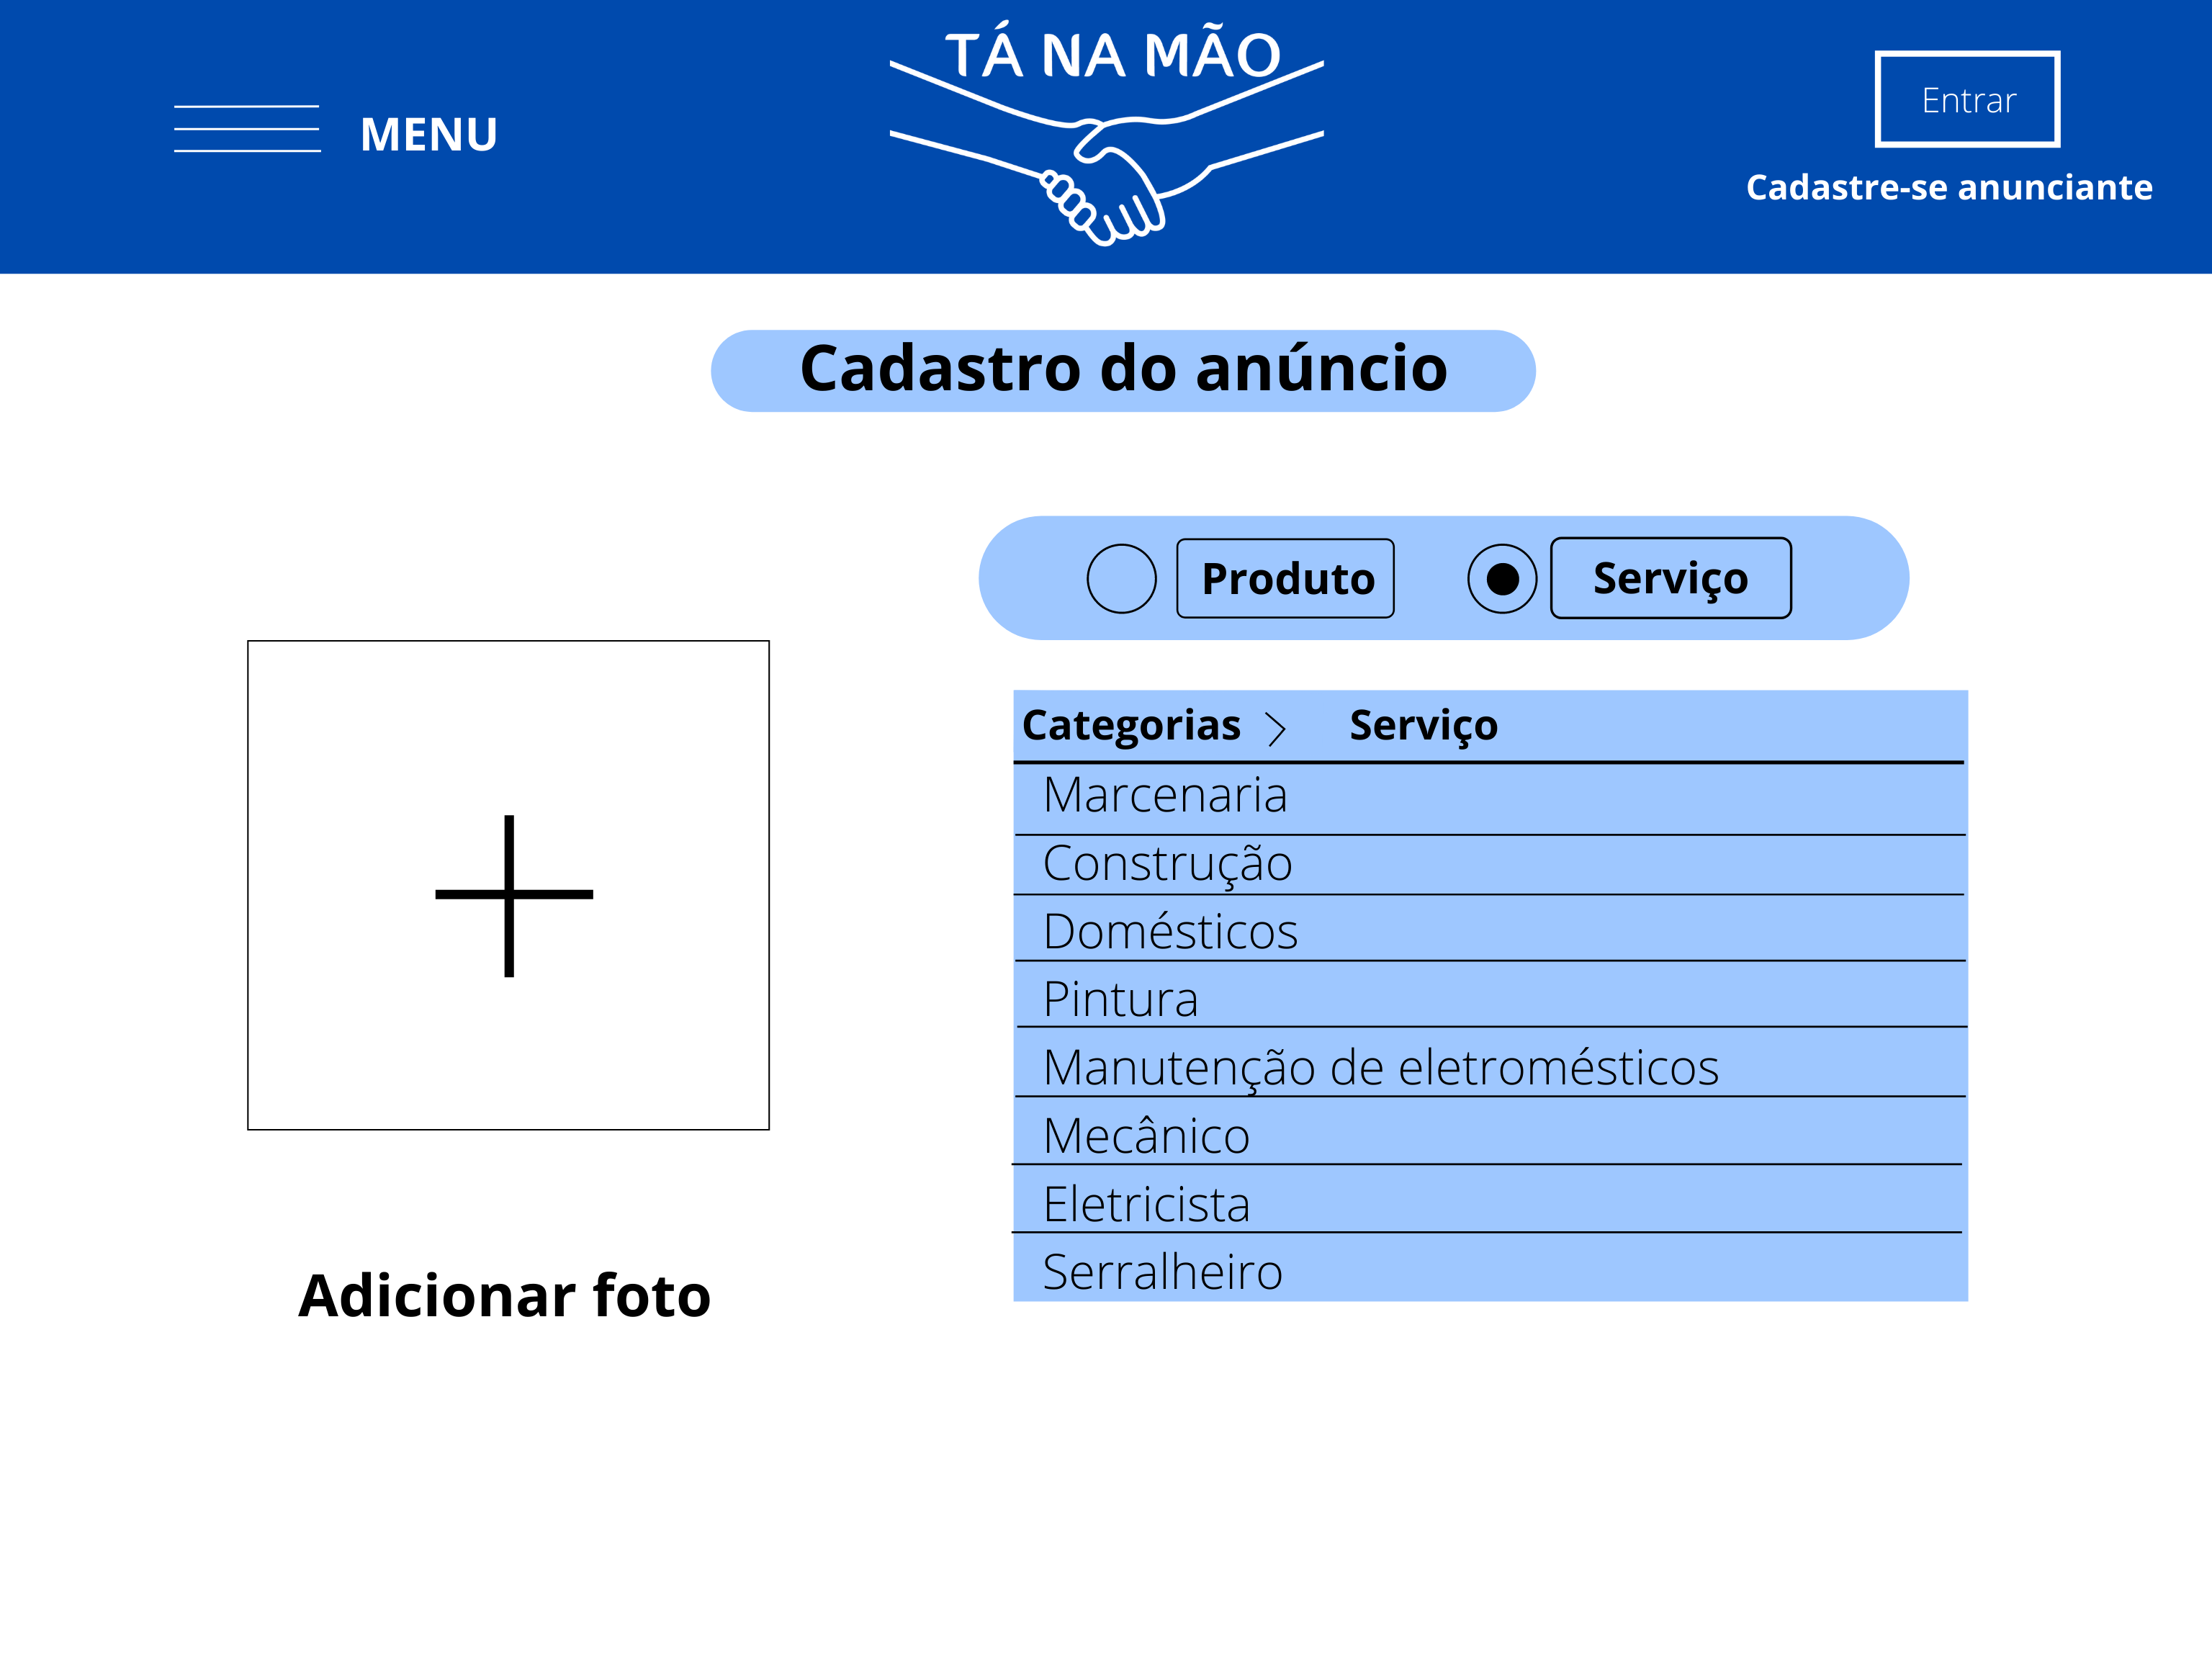 TÁ NA MÃO
MENU
Entrar
Cadastre-se anunciante
Cadastro do anúncio
Produto
Serviço
Categorias
Serviço
Marcenaria
Construção
Domésticos
Pintura
Manutenção de eletromésticos
Mecânico
Eletricista
Serralheiro
Adicionar foto